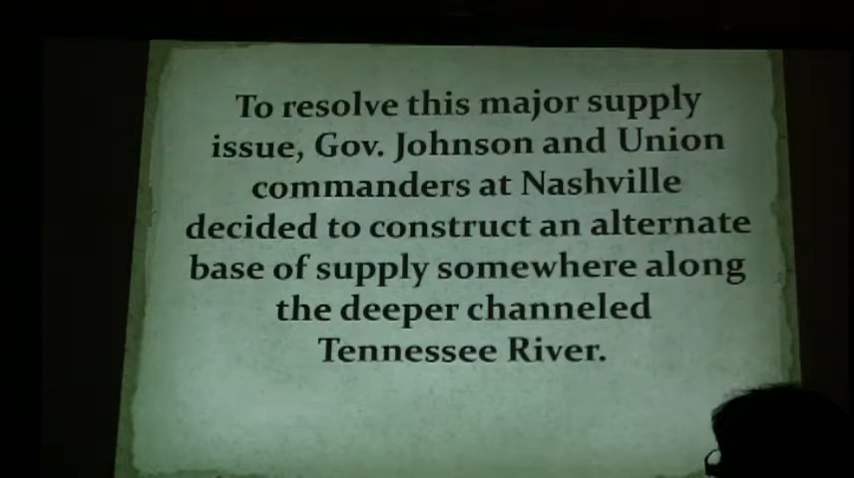 To resolve this major supply
issue, Gov. Johnson and Union
commanders at Nashville
decided to construct an alternate
base of supply somewhere along
the deeper channeled
Tennessee River.